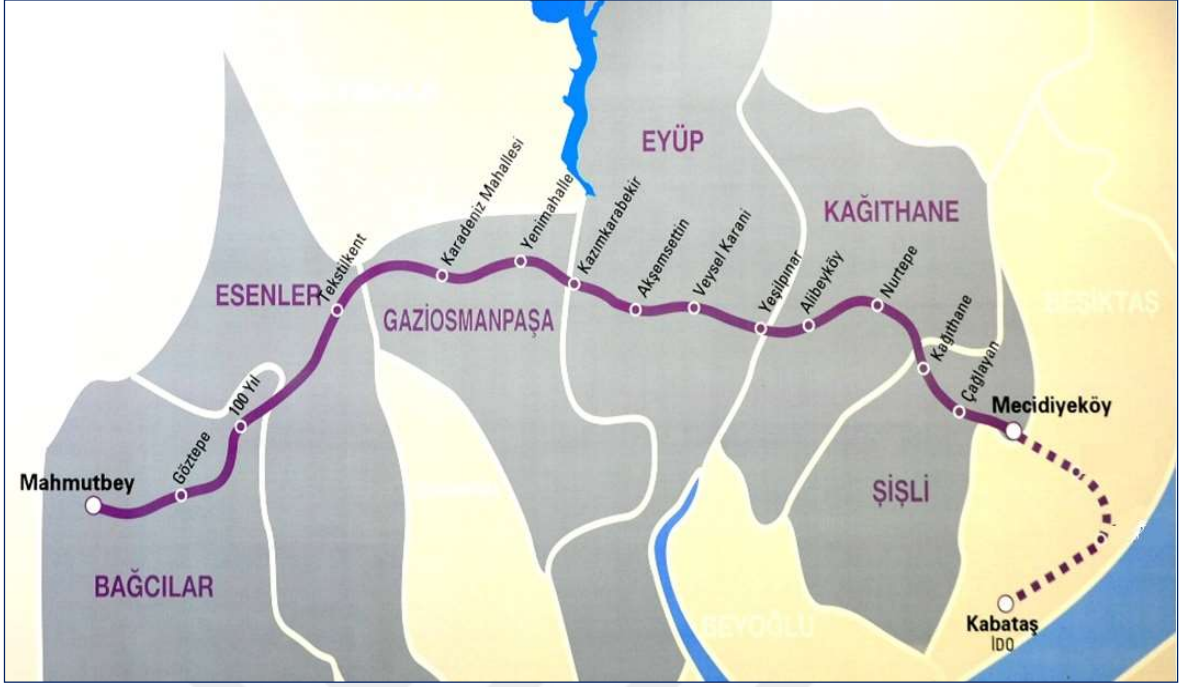 EYÜP
KAĞITHANE
ESENLER
GAZİOSMANPAŞA
BEŞİKTAŞ
ŞİŞLİ
BAĞCILAR
BEYOĞLU
Mahmutbey
Göztepe
100 Yıl
Tekstilkent
Karadeniz Mahallesi
Yenimahalle
Kazımkarabekir
Akşemsettin
Veysel Karani
Yeşilpınar
Alibeyköy
Nurtepe
Kağıthane
Çağlayan
Mecidiyeköy
Kabataş
İDO